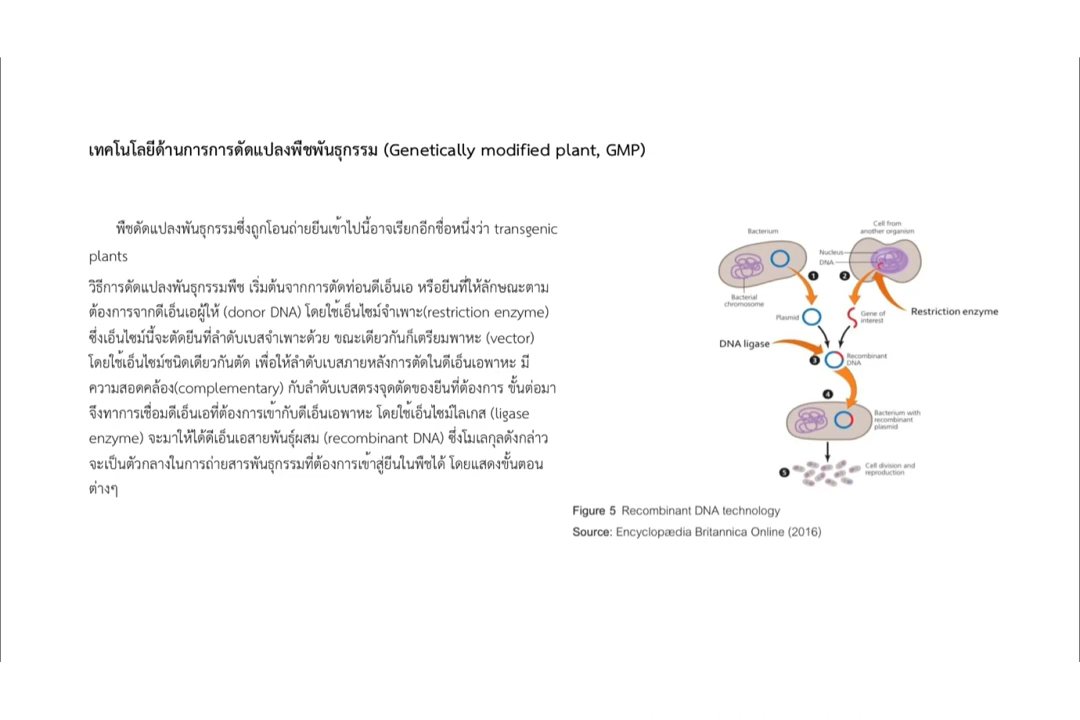 เทคโนโลยีด้านการการดัดแปลงพืชพันธุกรรม (Genetically modified plant, GMP)
พืชดัดแปลงพันธุกรรมซึ่งถูกโอนถ่ายยีนเข้าไปนี้อาจเรียกอีกชื่อหนึ่งว่า transgenic
plants
วิธีการดัดแปลงพันธุกรรมพืช เริ่มต้นจากการตัดท่อนดีเอ็นเอ หรือยีนที่ให้ลักษณะตาม
ต้องการจากดีเอ็นเอผู้ให้ (donor DNA) โดยใช้เอ็นไซม์จำเพาะ(restriction enzyme)
ซึ่งเอ็นไซม์นี้จะตัดยีนที่ลำดับเบสจำเพาะด้วย ขณะเดียวกันก็เตรียมพาหะ (vector)
โดยใช้เอ็นไซม์ชนิดเดียวกันตัด เพื่อให้ลำดับเบสภายหลังการตัดในดีเอ็นเอพาหะ มี
ความสอดคล้อง(complementary) กับลำดับเบสตรงจุดตัดของยีนที่ต้องการ ขั้นต่อมา
จึงทาการเชื่อมดีเอ็นเอที่ต้องการเข้ากับดีเอ็นเอพาหะ โดยใช้เอ็นไซม์ไลเกส (ligase
enzyme) จะมาให้ได้ดีเอ็นเอสายพันธุ์ผสม (recombinant DNA) ซึ่งโมเลกุลดังกล่าว
จะเป็นตัวกลางในการถ่ายสารพันธุกรรมที่ต้องการเข้าสู่ยีนในพืชได้ โดยแสดงขั้นตอน
ต่างๆ
Bacterium
Cell from
another organism
Nucleus
DNA
1
2
Bacterial
chromosome
Plasmid
Gene of
interest
Restriction enzyme
DNA ligase
3
Recombinant
DNA
4
Bacterium with
recombinant
plasmid
5
Cell division and
reproduction
Figure 5 Recombinant DNA technology
Source: Encyclopædia Britannica Online (2016)